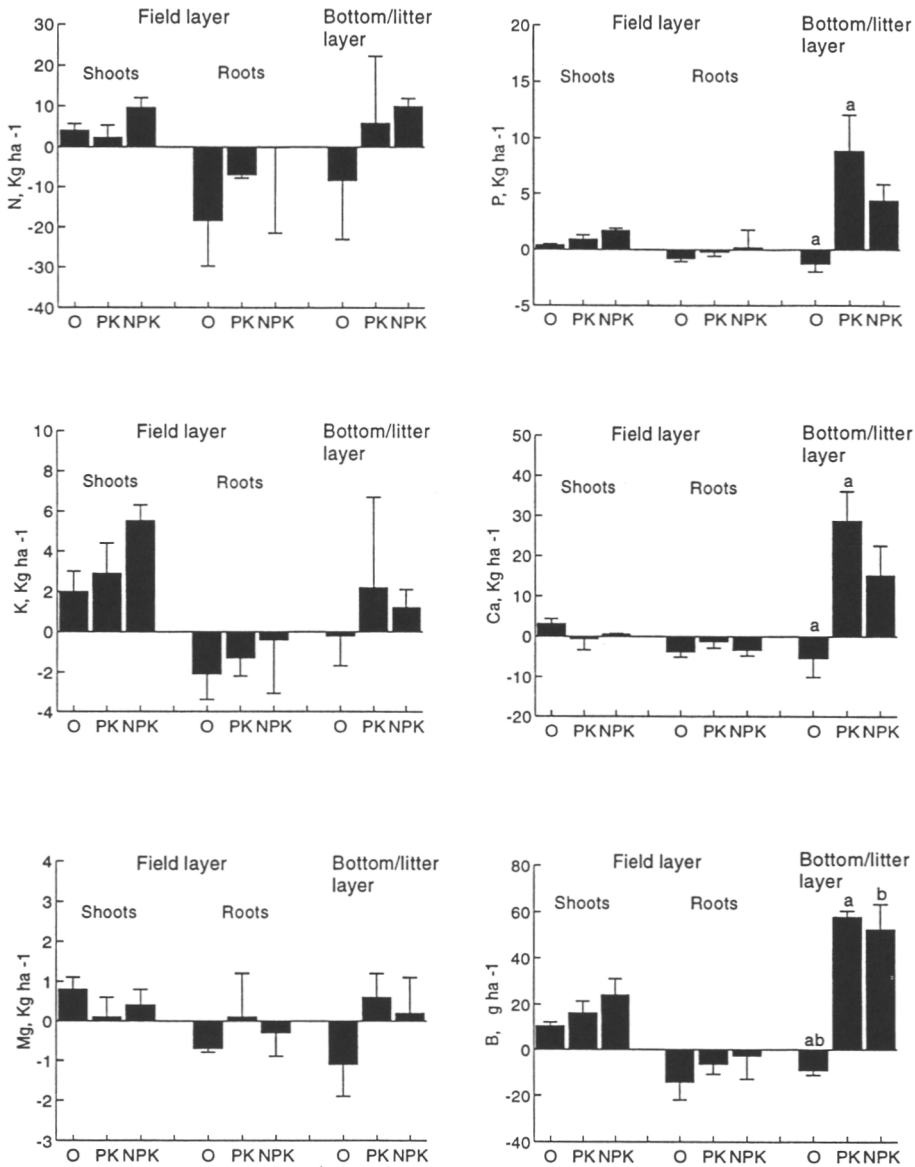 Field layer
Bottom/litter
layer
Shoots
Roots
N, Kg ha -1
30
20
10
0
-10
-20
-30
-40
O PK NPK O PK NPK O PK NPK
Field layer
Bottom/litter
layer
Shoots
Roots
a
a
P, Kg ha -1
20
15
10
5
0
-5
O PK NPK O PK NPK O PK NPK
Field layer
Bottom/litter
layer
Shoots
Roots
K, Kg ha -1
10
8
6
4
2
0
-2
-4
O PK NPK O PK NPK O PK NPK
Field layer
Bottom/litter
layer
Shoots
Roots
a
a
Ca, Kg ha -1
50
40
30
20
10
0
-10
-20
O PK NPK O PK NPK O PK NPK
Field layer
Bottom/litter
layer
Shoots
Roots
Mg, Kg ha -1
4
3
2
1
0
-1
-2
-3
O PK NPK O PK NPK O PK NPK
Field layer
Bottom/litter
layer
Shoots
Roots
a
b
ab
B, g ha -1
80
60
40
20
0
-20
-40
O PK NPK O PK NPK O PK NPK